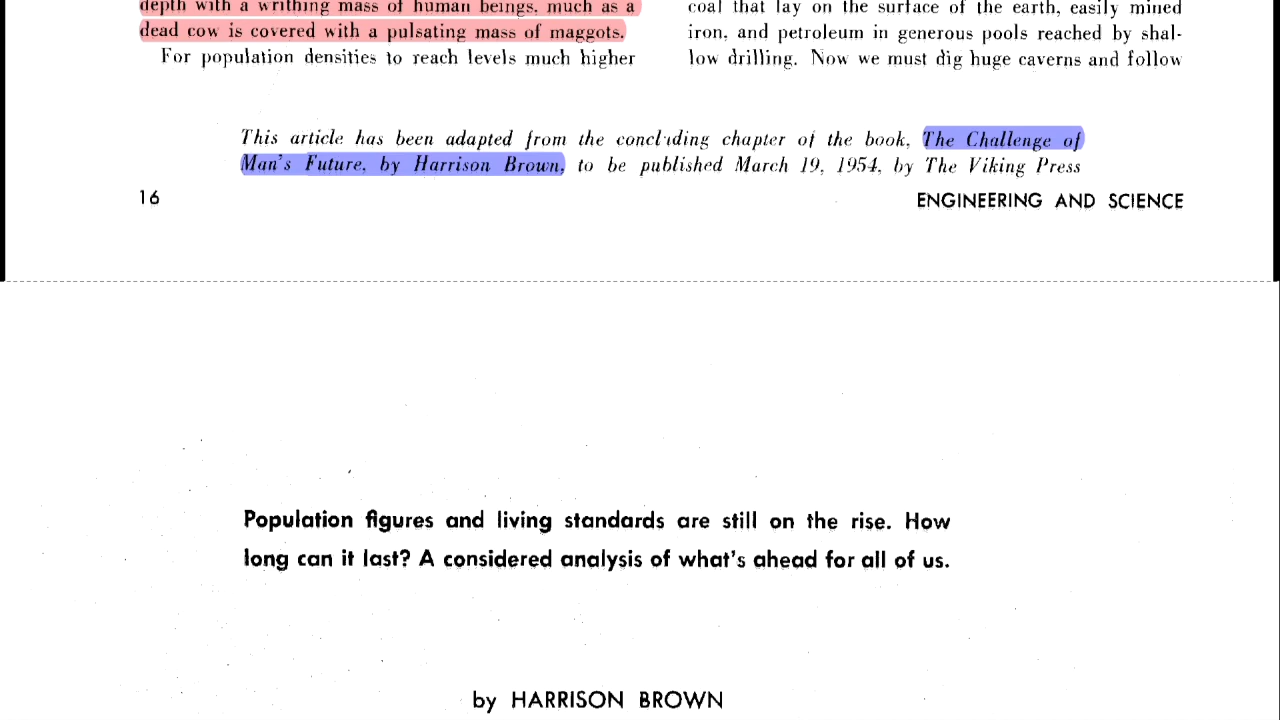 depth with a writhing mass of human beings, much as a
dead cow is covered with a pulsating mass of maggots.
For population densities to reach levels much higher
coal that lay on the surface of the earth, easily mined
iron, and petroleum in generous pools reached by shal-
low drilling. Now we must dig huge caverns and follow
This article has been adapted from the concluding chapter of the book, The Challenge of
Man's Future, by Harrison Brown, to be published March 19, 1954, by The Viking Press
16
ENGINEERING AND SCIENCE
Population figures and living standards are still on the rise. How
long can it last? A considered analysis of what's ahead for all of us.
by HARRISON BROWN